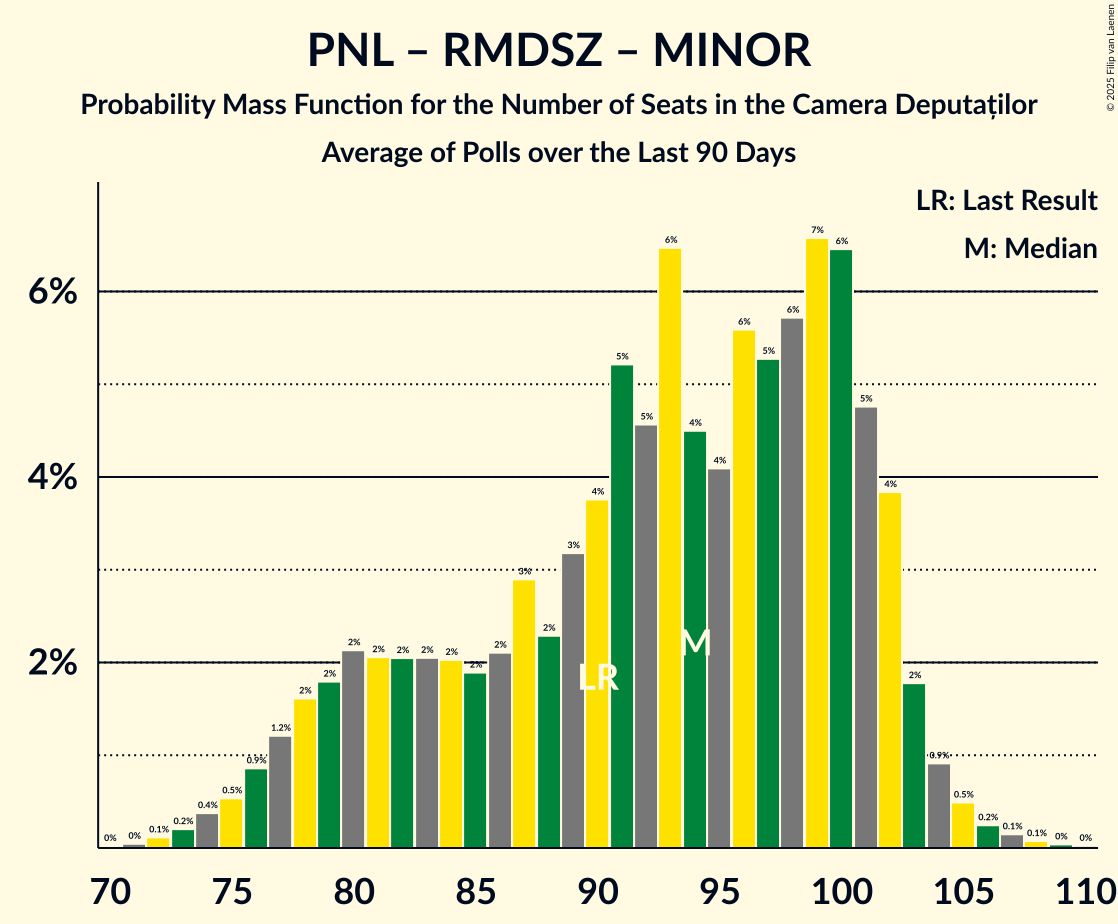 PNL – RMDSZ – MINOR
Probability Mass Function for the Number of Seats in the Camera Deputaților
Average of Polls over the Last 90 Days
© 2025 Filip van Laenen
LR: Last Result
M: Median
6%
4%
2%
0% 0% 0.1% 0.2% 0.4% 0.5% 0.9% 1.2% 2% 2% 2% 2% 2% 2% 2% 2% 2% 3% 2% 3% 4% 5% 5% 6% 4% 4% 6% 5% 6% 7% 6% 5% 4% 2% 0.9% 0.5% 0.2% 0.1% 0.1% 0% 0%
LR
M
70 75 80 85 90 95 100 105 110